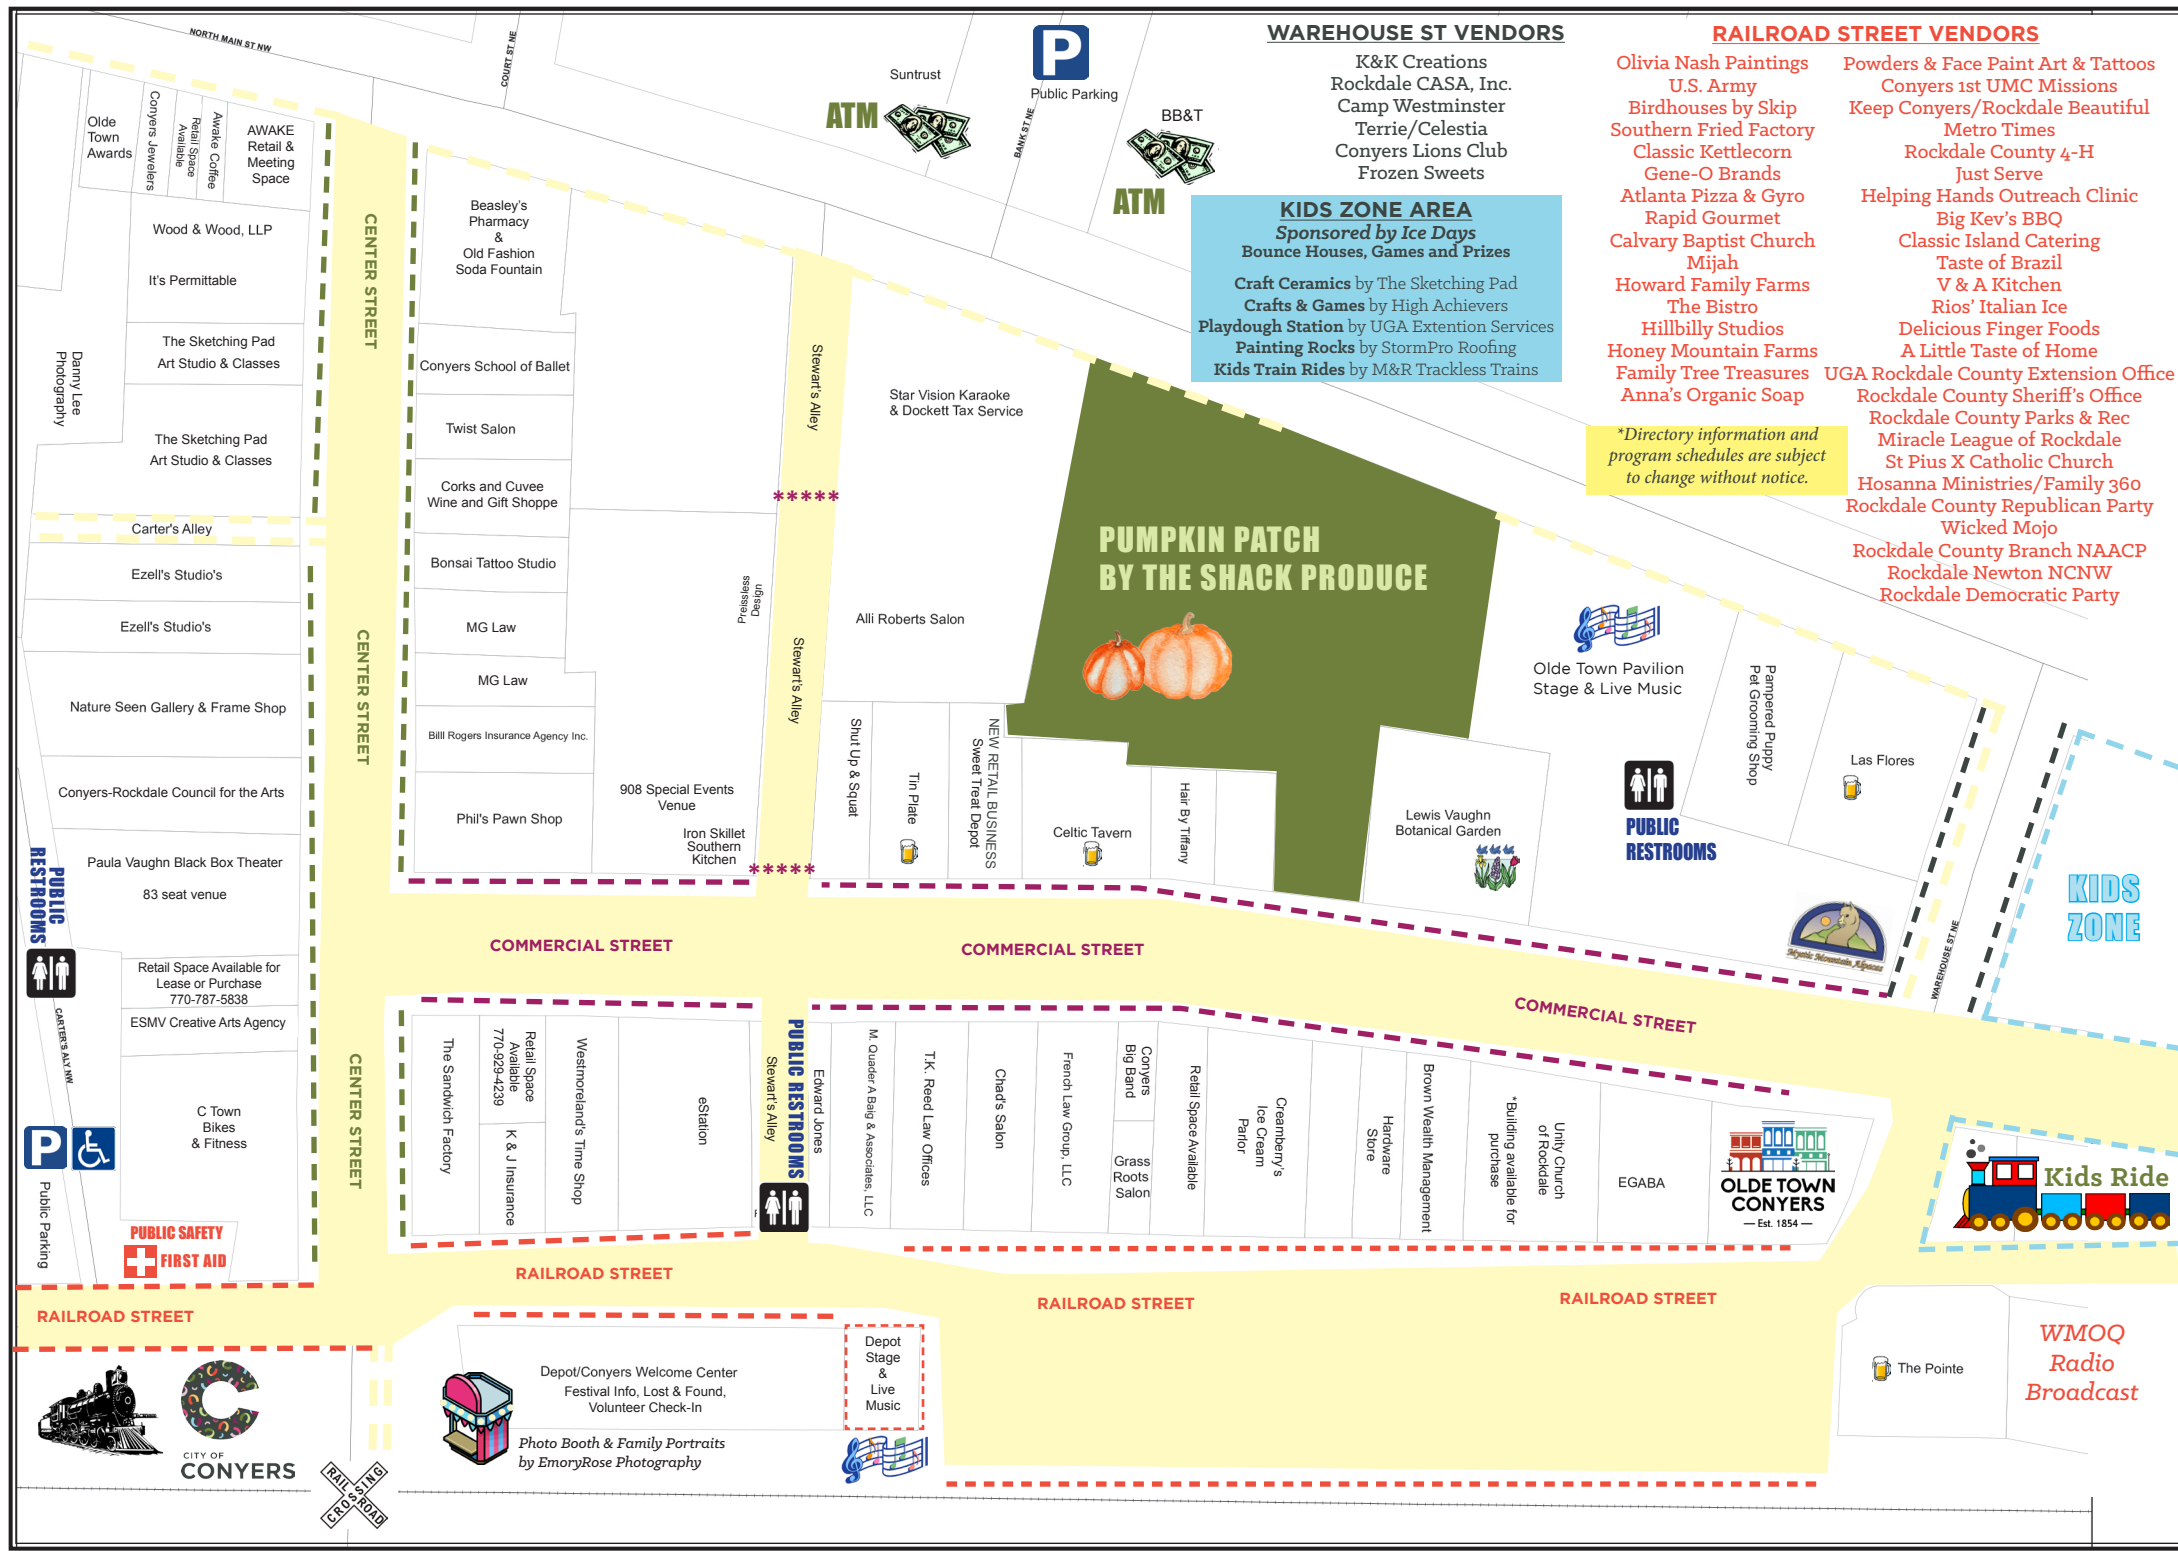 NORTH MAIN ST NW
COURT ST NE
Suntrust
ATM
P
Public Parking
BANK ST NE
BB&T
ATM
WAREHOUSE ST VENDORS
K&K Creations
Rockdale CASA, Inc.
Camp Westminster
Terrie/Celestia
Conyers Lions Club
Frozen Sweets
KIDS ZONE AREA
Sponsored by Ice Days
Bounce Houses, Games and Prizes
Craft Ceramics by The Sketching Pad
Crafts & Games by High Achievers
Playdough Station by UGA Extention Services
Painting Rocks by StormPro Roofing
Kids Train Rides by M&R Trackless Trains
RAILROAD STREET VENDORS
Olivia Nash Paintings
U.S. Army
Birdhouses by Skip
Southern Fried Factory
Classic Kettlecorn
Gene-O Brands
Atlanta Pizza & Gyro
Rapid Gourmet
Calvary Baptist Church
Mijah
Howard Family Farms
The Bistro
Hillbilly Studios
Honey Mountain Farms
Family Tree Treasures
Anna's Organic Soap
Powders & Face Paint Art & Tattoos
Conyers 1st UMC Missions
Keep Conyers/Rockdale Beautiful
Metro Times
Rockdale County 4-H
Just Serve
Helping Hands Outreach Clinic
Big Kev's BBQ
Classic Island Catering
Taste of Brazil
V & A Kitchen
Rios' Italian Ice
Delicious Finger Foods
A Little Taste of Home
UGA Rockdale County Extension Office
Rockdale County Sheriff's Office
Rockdale County Parks & Rec
Miracle League of Rockdale
St Pius X Catholic Church
Hosanna Ministries/Family 360
Rockdale County Republican Party
Wicked Mojo
Rockdale County Branch NAACP
Rockdale Newton NCNW
Rockdale Democratic Party
*Directory information and
program schedules are subject
to change without notice.
Olde
Town
Awards
Conyers Jewelers
Retail Space
Available
Awake Coffee
AWAKE
Retail &
Meeting
Space
Wood & Wood, LLP
It's Permittable
Danny Lee
Photography
The Sketching Pad
Art Studio & Classes
The Sketching Pad
Art Studio & Classes
Carter's Alley
Ezell's Studio's
Ezell's Studio's
Nature Seen Gallery & Frame Shop
Conyers-Rockdale Council for the Arts
Paula Vaughn Black Box Theater
83 seat venue
PUBLIC
RESTROOMS
Retail Space Available for
Lease or Purchase
770-787-5838
ESMV Creative Arts Agency
CARTER'S ALY NW
C Town
Bikes
& Fitness
P
Public Parking
PUBLIC SAFETY
FIRST AID
CENTER STREET
CENTER STREET
CENTER STREET
Beasley's
Pharmacy
&
Old Fashion
Soda Fountain
Conyers School of Ballet
Twist Salon
Corks and Cuvee
Wine and Gift Shoppe
Bonsai Tattoo Studio
MG Law
MG Law
Billl Rogers Insurance Agency Inc.
Phil's Pawn Shop
Preissless
Design
908 Special Events
Venue
Iron Skillet
Southern
Kitchen
Stewart's Alley
*****
Stewart's Alley
*****
Star Vision Karaoke
& Dockett Tax Service
Alli Roberts Salon
PUMPKIN PATCH
BY THE SHACK PRODUCE
Shut Up & Squat
Tin Plate
NEW RETAIL BUSINESS
Sweet Treat Depot
Celtic Tavern
Hair By Tiffany
Lewis Vaughn
Botanical Garden
Olde Town Pavilion
Stage & Live Music
PUBLIC
RESTROOMS
Pampered Puppy
Pet Grooming Shop
Las Flores
Mystic Mountain Alpacas
WAREHOUSE ST NE
KIDS
ZONE
COMMERCIAL STREET
COMMERCIAL STREET
COMMERCIAL STREET
The Sandwich Factory
Retail Space
Available
770-929-4239
K & J Insurance
Westmoreland's Time Shop
eStation
Stewart's Alley
PUBLIC RESTROOMS
Edward Jones
M. Quader A Baig & Associates, LLC
T.K. Reed Law Offices
Chad's Salon
French Law Group, LLC
Conyers
Big Band
Grass
Roots
Salon
Retail Space Available
Creamberry's
Ice Cream
Parlor
Hardware
Store
Brown Wealth Management
*Building available for
purchase
Unity Church
of Rockdale
EGABA
OLDE TOWN
CONYERS
Est. 1854
Kids Ride
RAILROAD STREET
RAILROAD STREET
RAILROAD STREET
RAILROAD STREET
CITY OF
CONYERS
RAILROAD
CROSSING
Depot/Conyers Welcome Center
Festival Info, Lost & Found,
Volunteer Check-In
Photo Booth & Family Portraits
by EmoryRose Photography
Depot
Stage
&
Live
Music
The Pointe
WMOQ
Radio
Broadcast